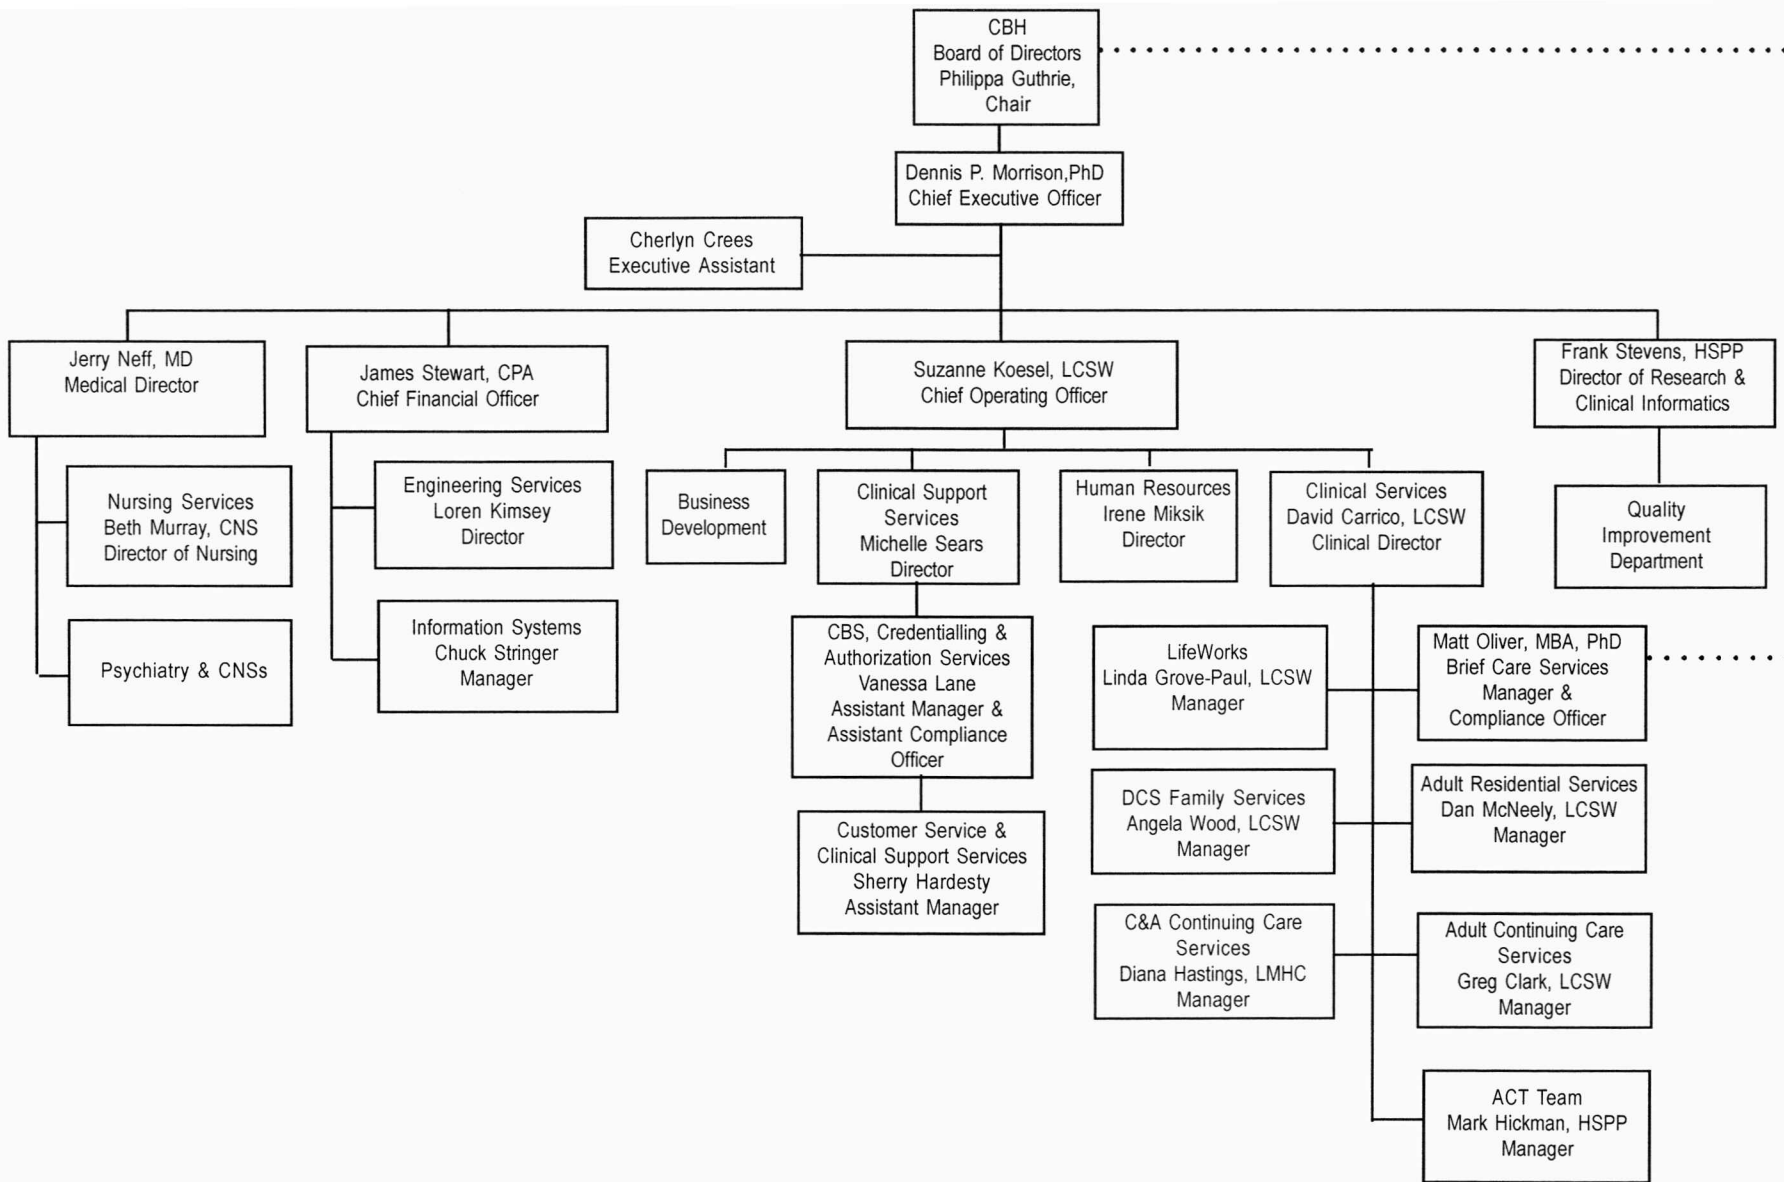 CBH
Board of Directors
Philippa Guthrie,
Chair
Dennis P. Morrison,PhD
Chief Executive Officer
Cherlyn Crees
Executive Assistant
Jerry Neff, MD
Medical Director
James Stewart, CPA
Chief Financial Officer
Suzanne Koesel, LCSW
Chief Operating Officer
Frank Stevens, HSPP
Director of Research &
Clinical Informatics
Nursing Services
Beth Murray, CNS
Director of Nursing
Psychiatry & CNSs
Engineering Services
Loren Kimsey
Director
Information Systems
Chuck Stringer
Manager
Business
Development
Clinical Support
Services
Michelle Sears
Director
Human Resources
Irene Miksik
Director
Clinical Services
David Carrico, LCSW
Clinical Director
Quality
Improvement
Department
CBS, Credentialling &
Authorization Services
Vanessa Lane
Assistant Manager &
Assistant Compliance
Officer
Customer Service &
Clinical Support Services
Sherry Hardesty
Assistant Manager
LifeWorks
Linda Grove-Paul, LCSW
Manager
Matt Oliver, MBA, PhD
Brief Care Services
Manager &
Compliance Officer
DCS Family Services
Angela Wood, LCSW
Manager
Adult Residential Services
Dan McNeely, LCSW
Manager
C&A Continuing Care
Services
Diana Hastings, LMHC
Manager
Adult Continuing Care
Services
Greg Clark, LCSW
Manager
ACT Team
Mark Hickman, HSPP
Manager